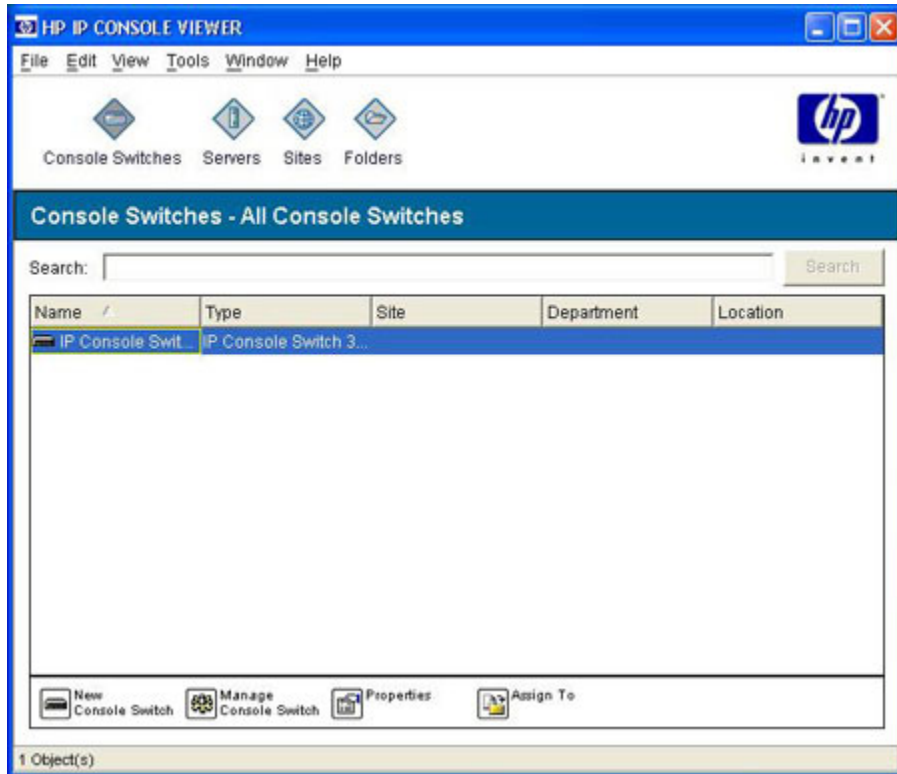 HP IP CONSOLE VIEWER
File Edit View Tools Window Help
hp
invent
Console Switches Servers Sites Folders
Console Switches - All Console Switches
Search: Search
Name Type Site Department Location
IP Console Swit... IP Console Switch 3...
New Console Switch Manage Console Switch Properties Assign To
1 Object(s)